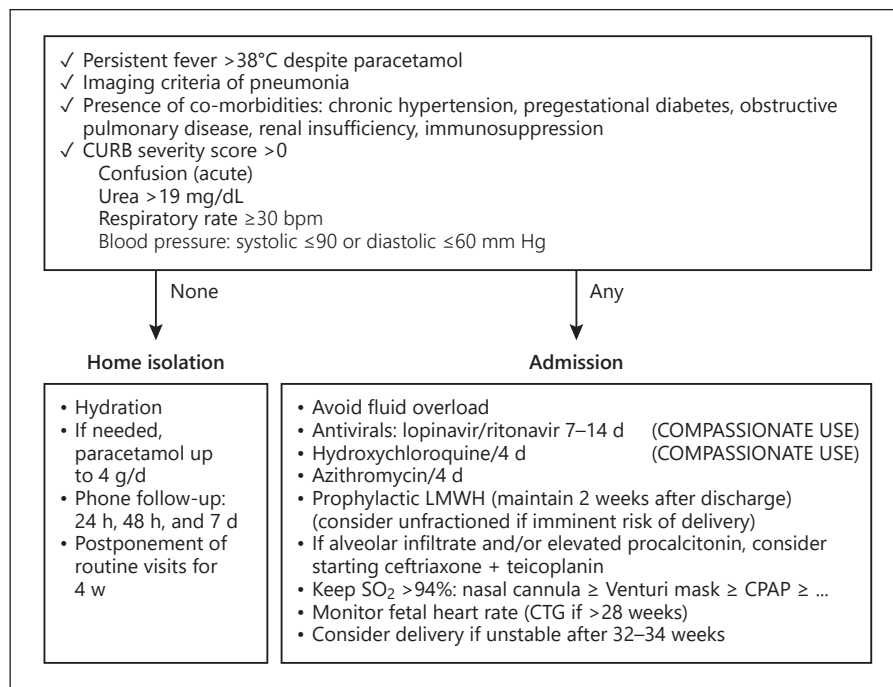 ✓ Persistent fever >38°C despite paracetamol
✓ Imaging criteria of pneumonia
✓ Presence of co-morbidities: chronic hypertension, pregestational diabetes, obstructive
pulmonary disease, renal insufficiency, immunosuppression
✓ CURB severity score >0
Confusion (acute)
Urea >19 mg/dL
Respiratory rate ≥30 bpm
Blood pressure: systolic ≤90 or diastolic ≤60 mm Hg
None
Any
Home isolation
• Hydration
• If needed,
paracetamol up
to 4 g/d
• Phone follow-up:
24 h, 48 h, and 7 d
• Postponement of
routine visits for
4 w
Admission
• Avoid fluid overload
• Antivirals: lopinavir/ritonavir 7–14 d (COMPASSIONATE USE)
• Hydroxychloroquine/4 d (COMPASSIONATE USE)
• Azithromycin/4 d
• Prophylactic LMWH (maintain 2 weeks after discharge)
(consider unfractioned if imminent risk of delivery)
• If alveolar infiltrate and/or elevated procalcitonin, consider
starting ceftriaxone + teicoplanin
• Keep SO₂ >94%: nasal cannula ≥ Venturi mask ≥ CPAP ≥ ...
• Monitor fetal heart rate (CTG if >28 weeks)
• Consider delivery if unstable after 32–34 weeks